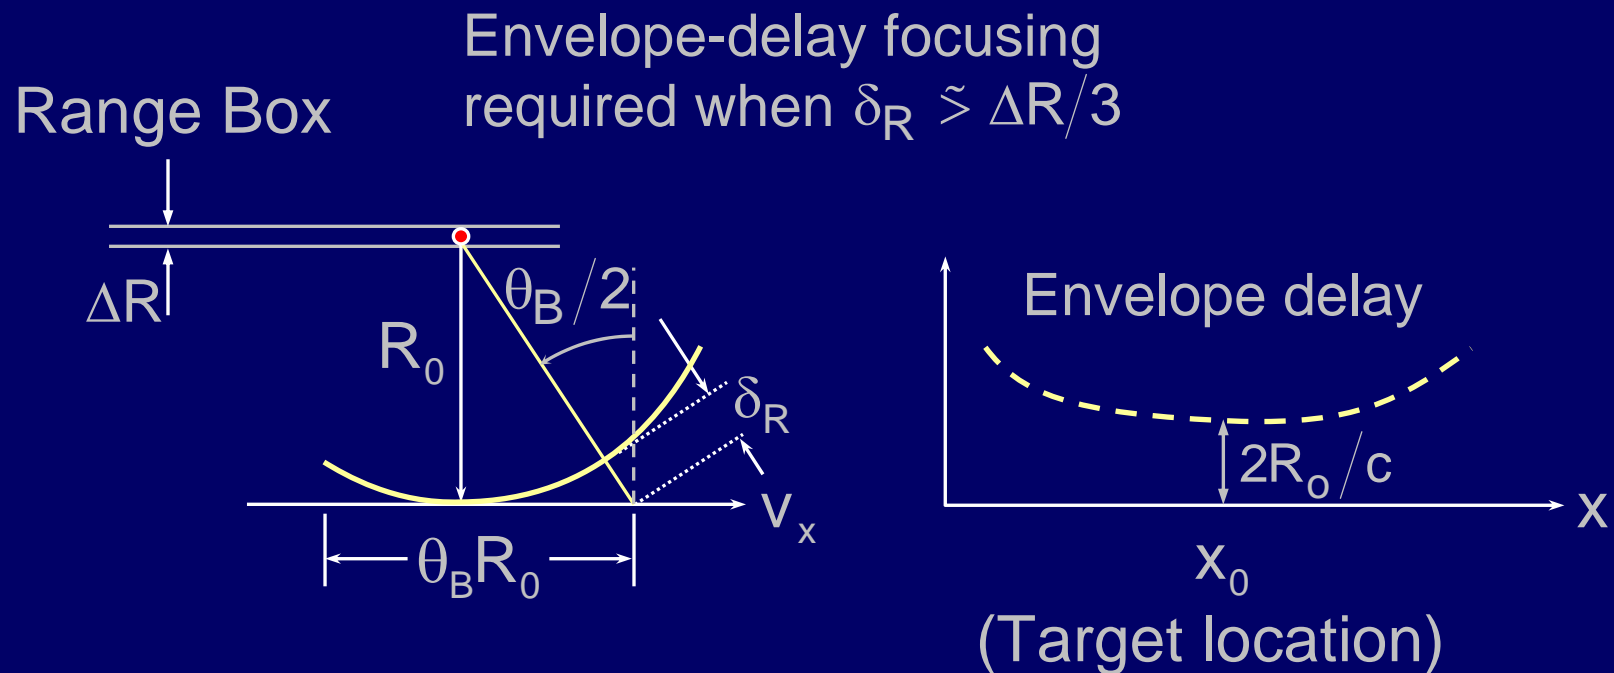 Envelope-delay focusing
required when δR ≳ ΔR/3
Range Box
ΔR
R0
θB/2
δR
vx
θBR0
Envelope delay
2Ro/c
x
x0
(Target location)